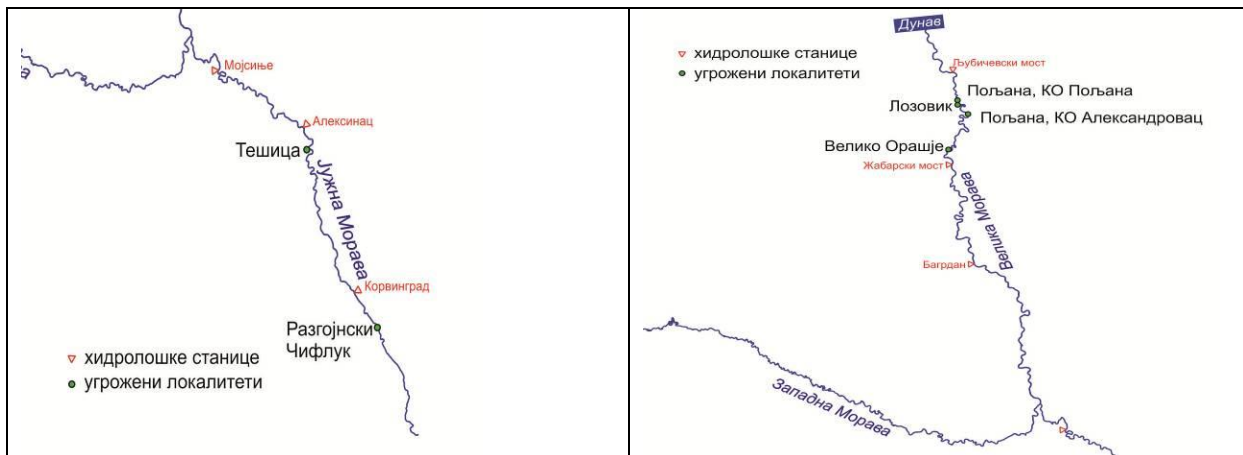 Мојсиње
Алексинац
Тешица
Јужна Морава
Корвинград
Разгојнски
Чифлук
хидролошке станице
угрожени локалитети
Дунав
хидролошке станице
угрожени локалитети
Љубичевски мост
Пољана, КО Пољана
Лозовик
Пољана, КО Александровац
Велико Орашје
Жабарски мост
Велика Морава
Багрдан
Западна Морава